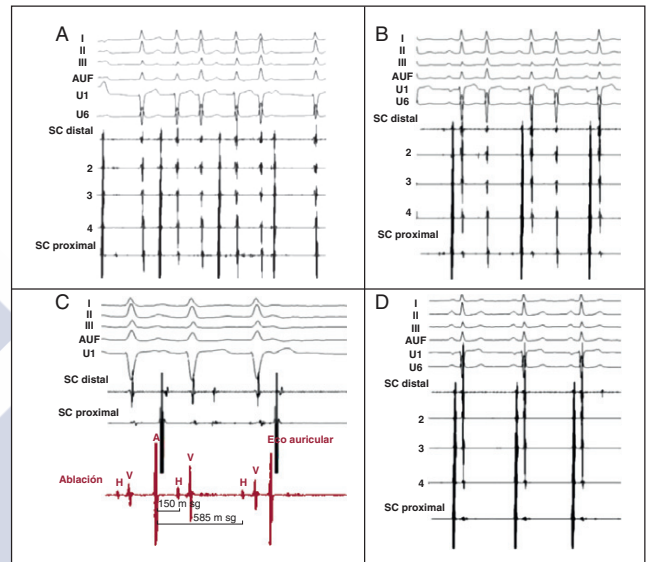 A
I
II
III
AUF
U1
U6
SC distal
2
3
4
SC proximal
B
I
II
III
AUF
U1
U6
SC distal
2
3
4
SC proximal
C
I
II
III
AUF
U1
SC distal
SC proximal
A
Eco auricular
Ablación
H V H V H V
150 m sg
585 m sg
D
I
II
III
AUF
U1
U6
SC distal
2
3
4
SC proximal